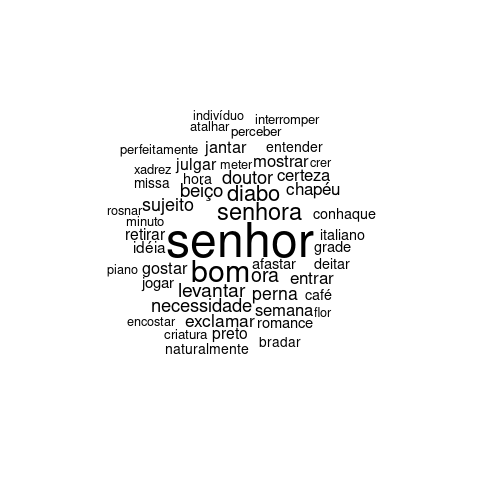 indivíduo
interromper
atalhar
perceber
perfeitamente
jantar
entender
xadrez
julgar
meter
mostrar
crer
missa
hora
doutor
certeza
beiço
diabo
chapéu
rosnar
sujeito
senhora
conhaque
minuto
retirar
senhor
italiano
idéia
grade
piano
gostar
bom
ora
afastar
deitar
entrar
jogar
levantar
perna
café
necessidade
semana
flor
encostar
exclamar
romance
criatura
preto
bradar
naturalmente